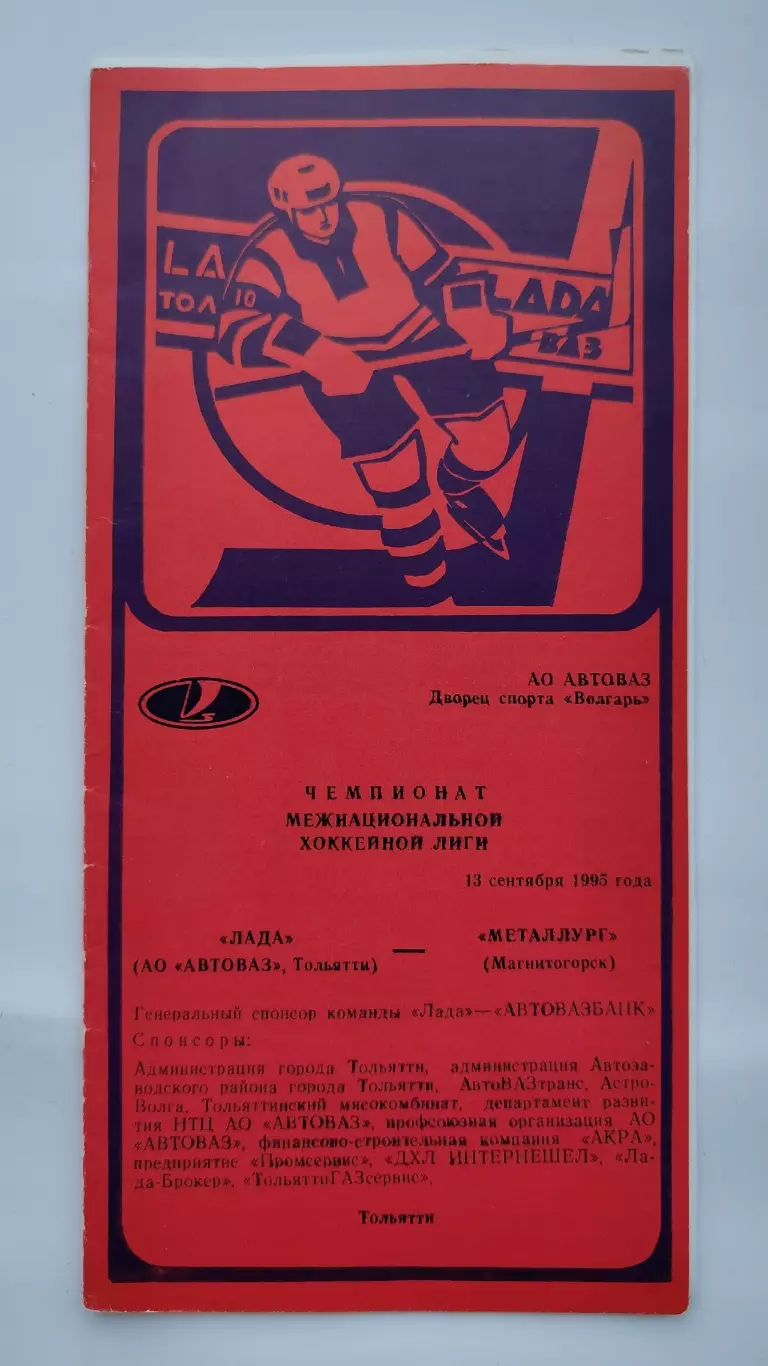 LA
ТОЛ
10
LADA
ВАЗ
АО АВТОВАЗ
Дворец спорта «Волгарь»
ЧЕМПИОНАТ
МЕЖНАЦИОНАЛЬНОЙ
ХОККЕЙНОЙ ЛИГИ
13 сентября 1995 года
«ЛАДА» — «МЕТАЛЛУРГ»
(АО «АВТОВАЗ», Тольятти) (Магнитогорск)
Генеральный спонсор команды «Лада»—«АВТОВАЗБАНК»
Спонсоры:
Администрация города Тольятти, администрация Автоза-
водского района города Тольятти, АвтоВАЗтранс, Астро-
Волга, Тольяттинский мясокомбинат, департамент разви-
тия НТЦ АО «АВТОВАЗ», профсоюзная организация АО
«АВТОВАЗ», финансово-строительная компания «АКРА»,
предприятие «Промсервис», «ДХЛ ИНТЕРНЕШЕЛ», «Ла-
да-Брокер», «ТольяттиГАЗсервис».
Тольятти